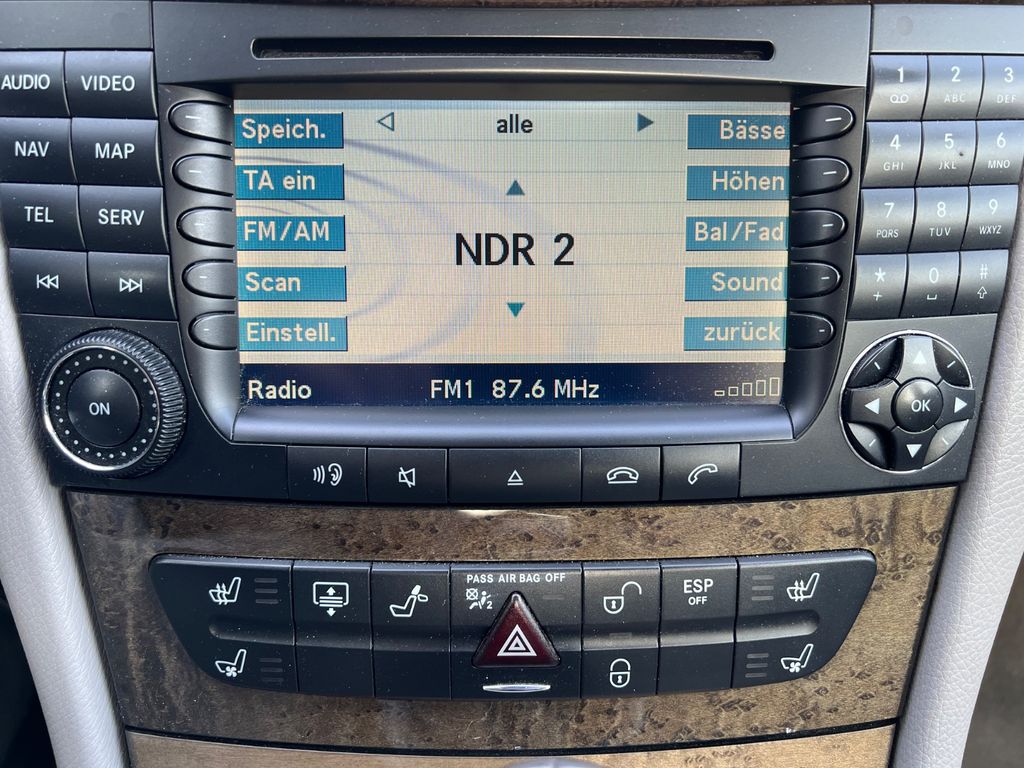 AUDIO VIDEO
NAV MAP
TEL SERV
ON
Speich.
TA ein
FM/AM
Scan
Einstell.
alle
NDR 2
Bässe
Höhen
Bal/Fad
Sound
zurück
Radio FM1 87.6 MHz
1 2 3
ABC DEF
4 5 6
GHI JKL MNO
7 8 9
PQRS TUV WXYZ
* 0 #
+
OK
PASS AIR BAG OFF
2
ESP
OFF